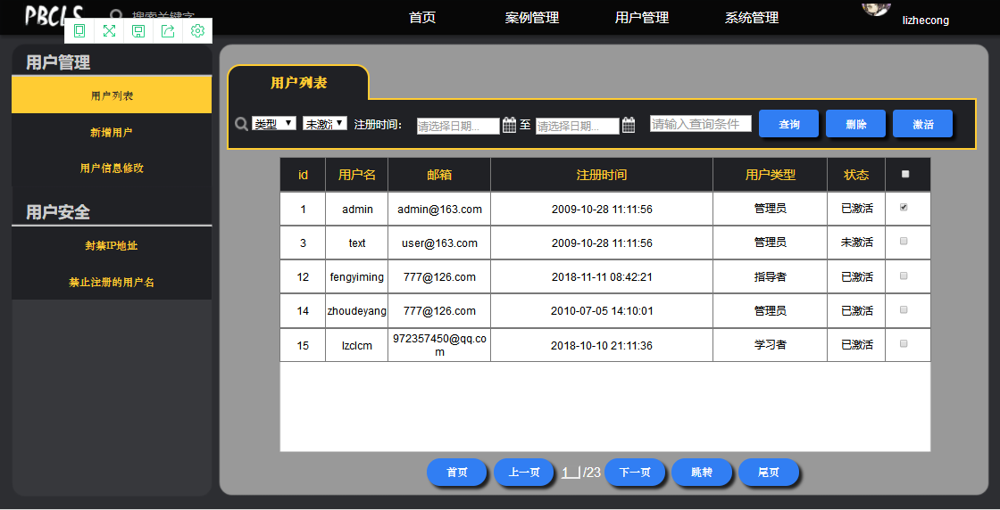 PBCLS 搜索关键字 首页 案例管理 用户管理 系统管理 lizhecong
用户管理
用户列表
新增用户
用户信息修改
用户安全
封禁IP地址
禁止注册的用户名
用户列表
类型 未激 注册时间: 请选择日期... 至 请选择日期... 请输入查询条件 查询 删除 激活
id 用户名 邮箱 注册时间 用户类型 状态
1 admin admin@163.com 2009-10-28 11:11:56 管理员 已激活
3 text user@163.com 2009-10-28 11:11:56 管理员 未激活
12 fengyiming 777@126.com 2018-11-11 08:42:21 指导者 已激活
14 zhoudeyang 777@126.com 2010-07-05 14:10:01 管理员 已激活
15 lzclcm 972357450@qq.co 2018-10-10 21:11:36 学习者 已激活
m
首页 上一页 1 /23 下一页 跳转 尾页